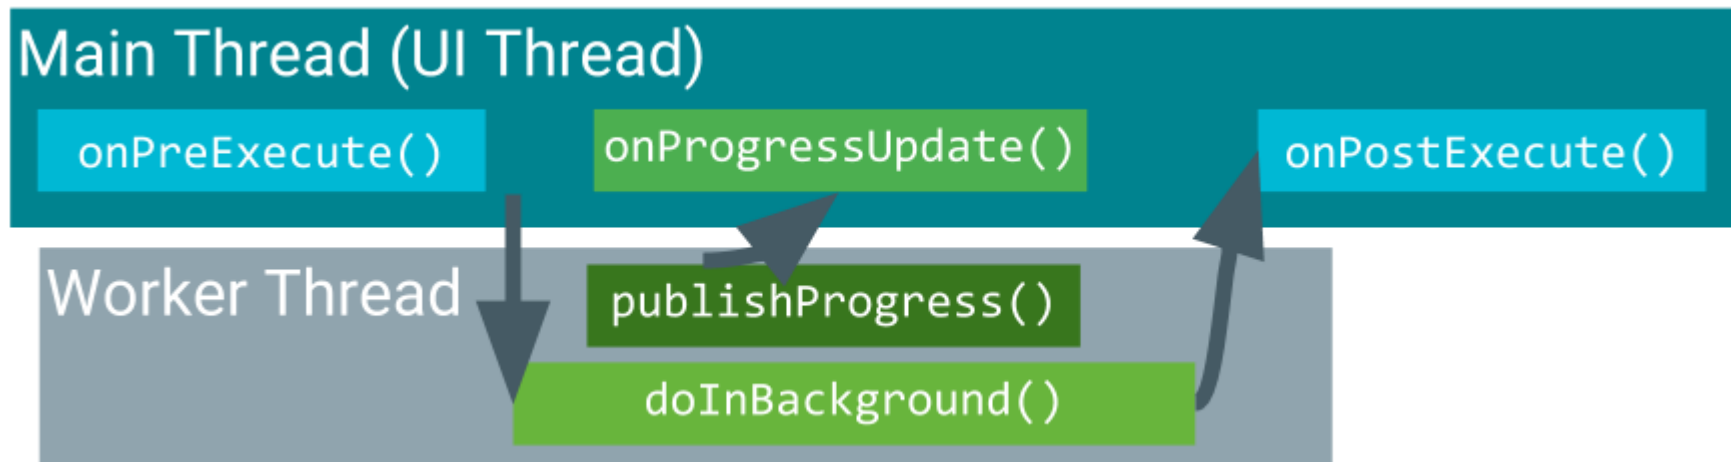 Main Thread (UI Thread)
onPreExecute()
onProgressUpdate()
onPostExecute()
Worker Thread
publishProgress()
doInBackground()